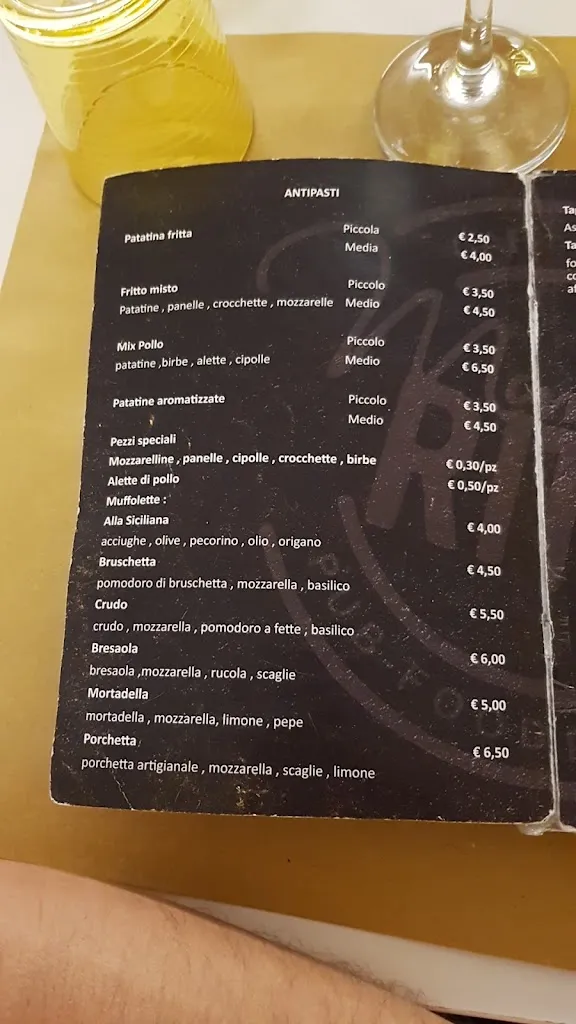 ANTIPASTI
Patatina fritta Piccola € 2,50
Media € 4,00
Fritto misto Piccolo € 3,50
Patatine , panelle , crocchette , mozzarelle Medio € 4,50
Mix Pollo Piccolo € 3,50
patatine ,birbe , alette , cipolle Medio € 6,50
Patatine aromatizzate Piccolo € 3,50
Medio € 4,50
Pezzi speciali
Mozzarelline , panelle , cipolle , crocchette , birbe € 0,30/pz
Alette di pollo € 0,50/pz
Muffolette :
Alla Siciliana € 4,00
acciughe , olive , pecorino , olio , origano
Bruschetta € 4,50
pomodoro di bruschetta , mozzarella , basilico
Crudo € 5,50
crudo , mozzarella , pomodoro a fette , basilico
Bresaola € 6,00
bresaola ,mozzarella , rucola , scaglie
Mortadella € 5,00
mortadella , mozzarella, limone , pepe
Porchetta € 6,50
porchetta artigianale , mozzarella , scaglie , limone